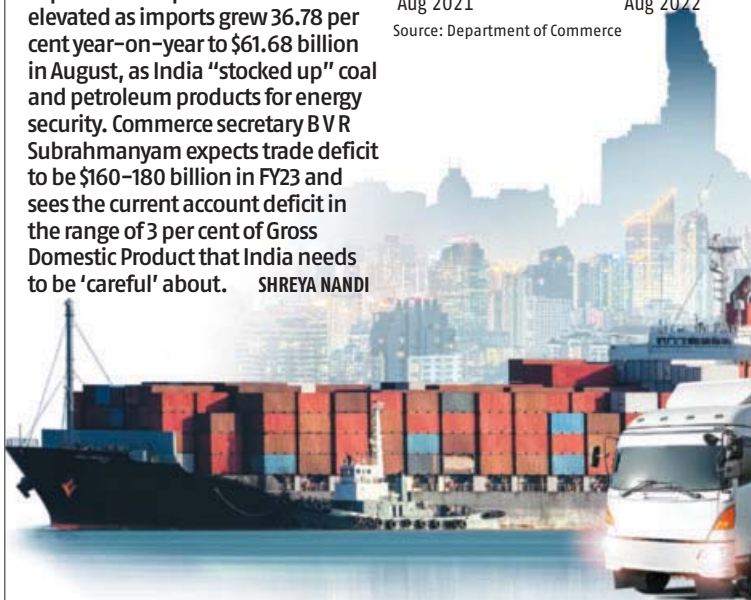 elevated as imports grew 36.78 per
cent year-on-year to $61.68 billion
in August, as India “stocked up” coal
and petroleum products for energy
security. Commerce secretary B V R
Subrahmanyam expects trade deficit
to be $160-180 billion in FY23 and
sees the current account deficit in
the range of 3 per cent of Gross
Domestic Product that India needs
to be ‘careful’ about. SHREYA NANDI
Aug 2021 Aug 2022
Source: Department of Commerce